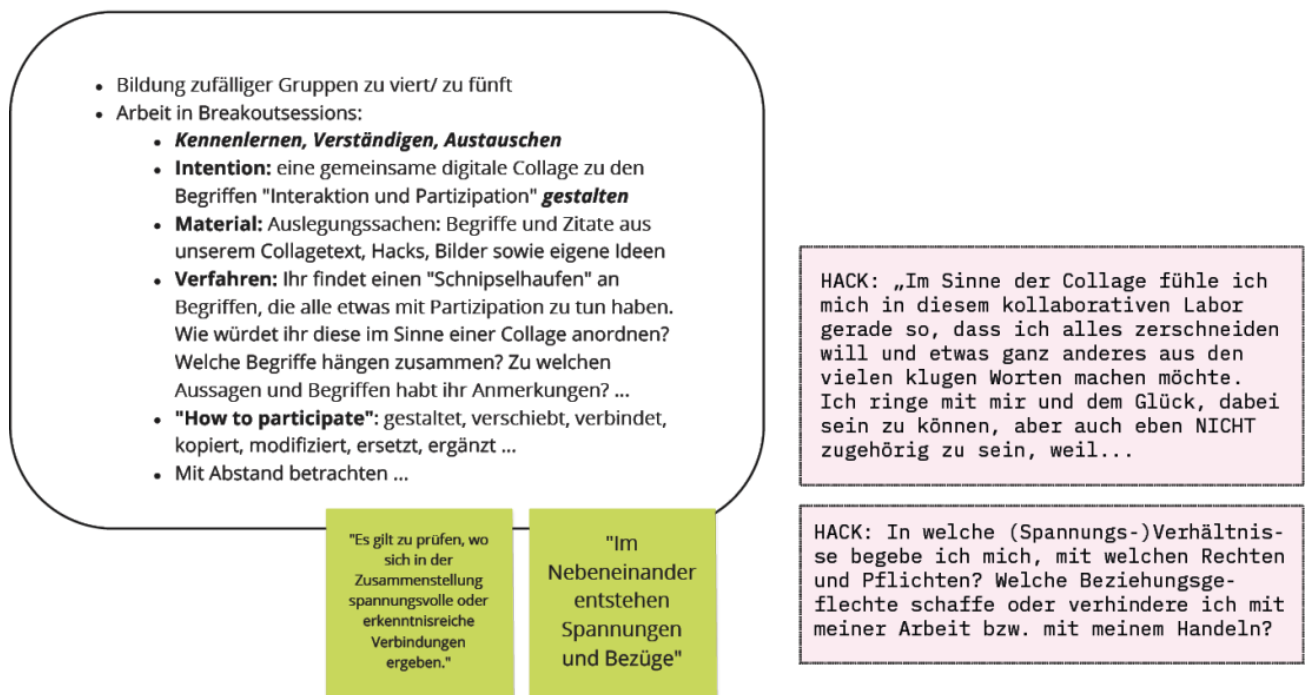 • Bildung zufälliger Gruppen zu viert/ zu fünft
• Arbeit in Breakoutsessions:
• Kennenlernen, Verständigen, Austauschen
• Intention: eine gemeinsame digitale Collage zu den
Begriffen "Interaktion und Partizipation" gestalten
• Material: Auslegungssachen: Begriffe und Zitate aus
unserem Collagetext, Hacks, Bilder sowie eigene Ideen
• Verfahren: Ihr findet einen "Schnipselhaufen" an
Begriffen, die alle etwas mit Partizipation zu tun haben.
Wie würdet ihr diese im Sinne einer Collage anordnen?
Welche Begriffe hängen zusammen? Zu welchen
Aussagen und Begriffen habt ihr Anmerkungen? ...
• "How to participate": gestaltet, verschiebt, verbindet,
kopiert, modifiziert, ersetzt, ergänzt ...
• Mit Abstand betrachten ...
"Es gilt zu prüfen, wo
sich in der
Zusammenstellung
spannungsvolle oder
erkenntnisreiche
Verbindungen
ergeben."
"Im
Nebeneinander
entstehen
Spannungen
und Bezüge"
HACK: „Im Sinne der Collage fühle ich
mich in diesem kollaborativen Labor
gerade so, dass ich alles zerschneiden
will und etwas ganz anderes aus den
vielen klugen Worten machen möchte.
Ich ringe mit mir und dem Glück, dabei
sein zu können, aber auch eben NICHT
zugehörig zu sein, weil...
HACK: In welche (Spannungs-)Verhältnis-
se begebe ich mich, mit welchen Rechten
und Pflichten? Welche Beziehungsge-
flechte schaffe oder verhindere ich mit
meiner Arbeit bzw. mit meinem Handeln?